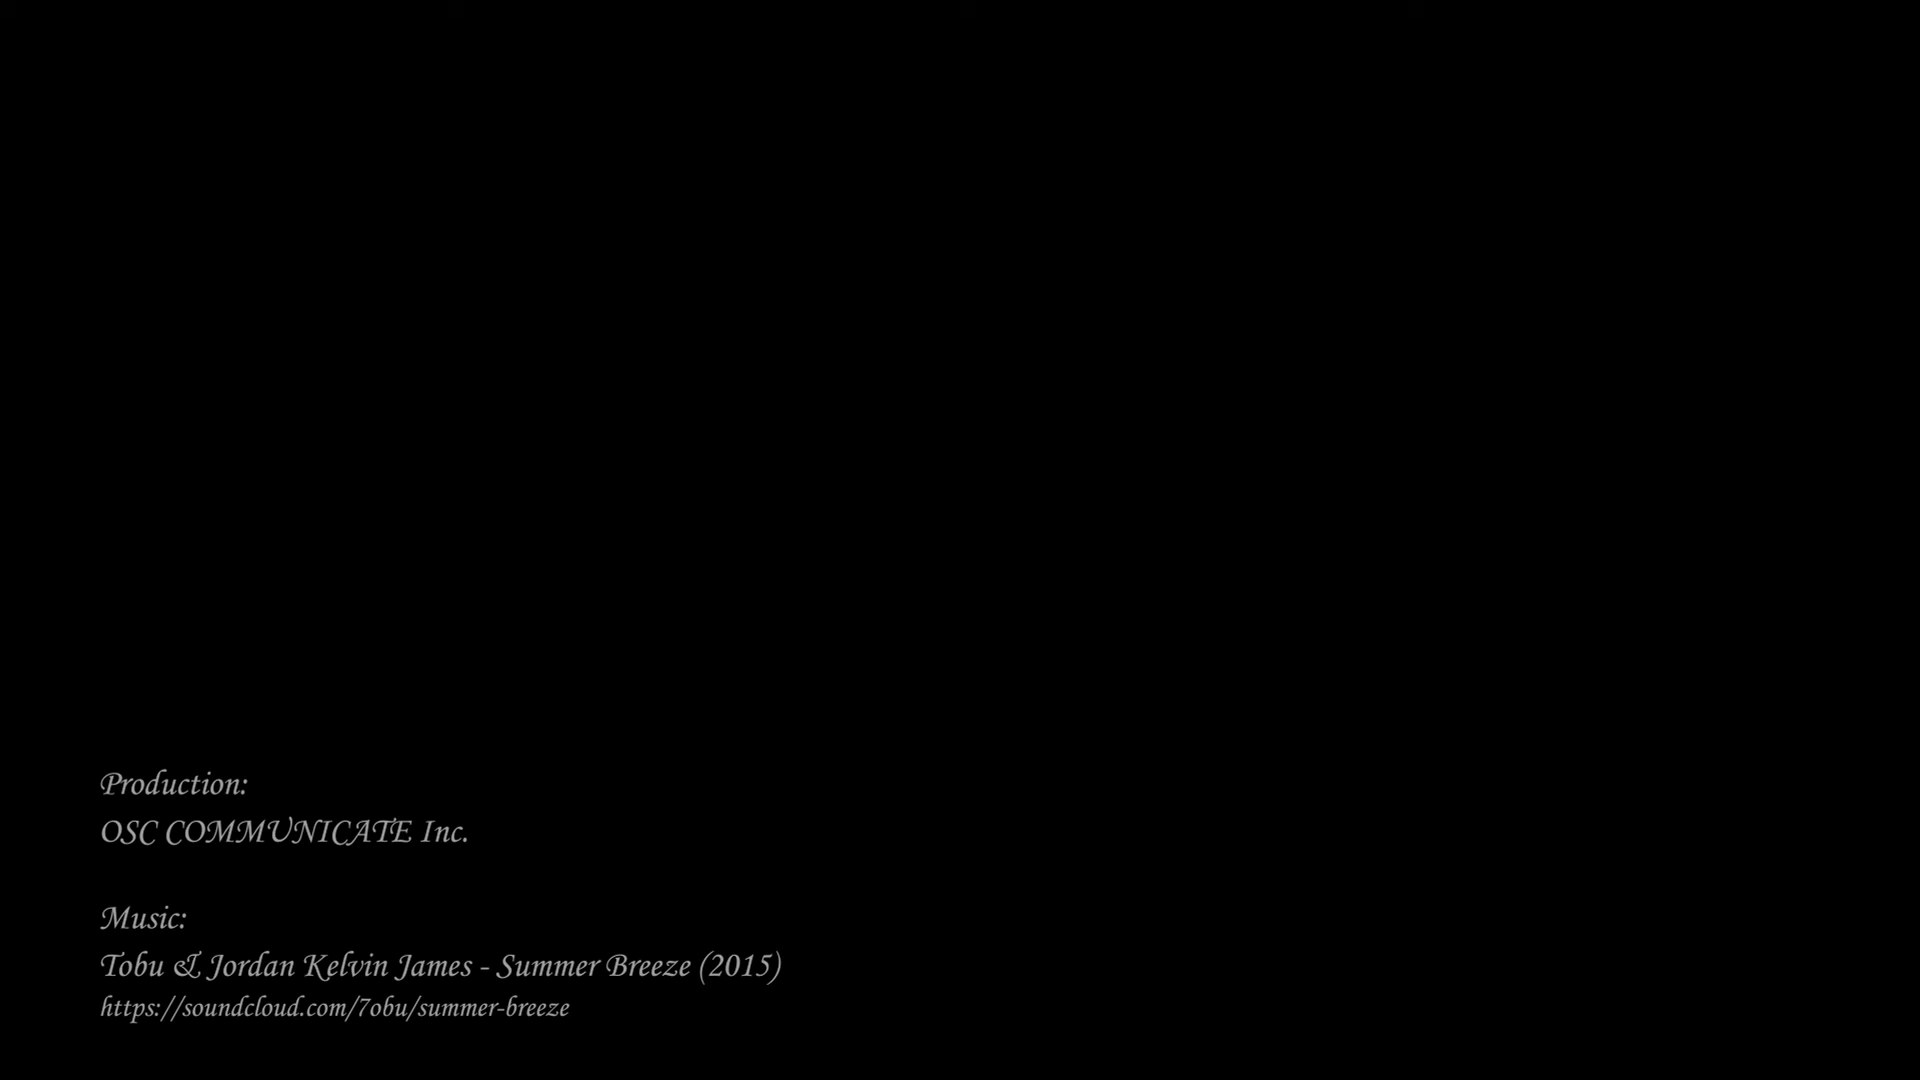 Production:
OSC COMMUNICATE Inc.
Music:
Tobu & Jordan Kelvin James - Summer Breeze (2015)
https://soundcloud.com/7obu/summer-breeze